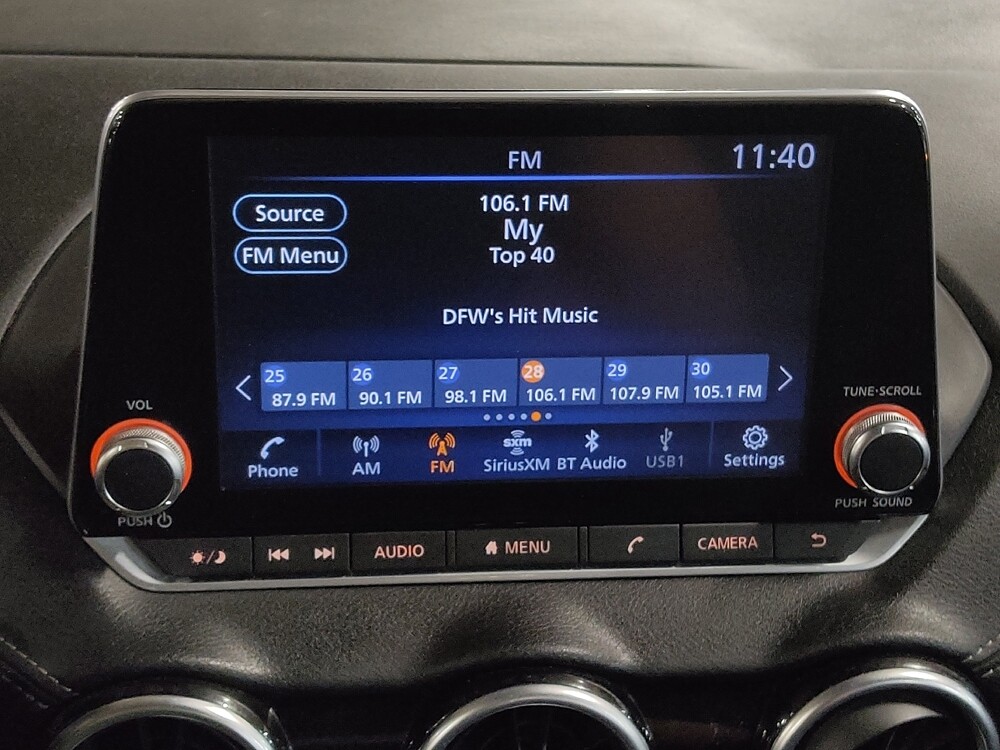 FM
11:40
Source
106.1 FM
My
FM Menu
Top 40
DFW's Hit Music
25 26 27 28 29 30
87.9 FM 90.1 FM 98.1 FM 106.1 FM 107.9 FM 105.1 FM
Phone AM FM sxm SiriusXM BT Audio USB1 Settings
VOL
PUSH
TUNE·SCROLL
PUSH SOUND
AUDIO MENU CAMERA